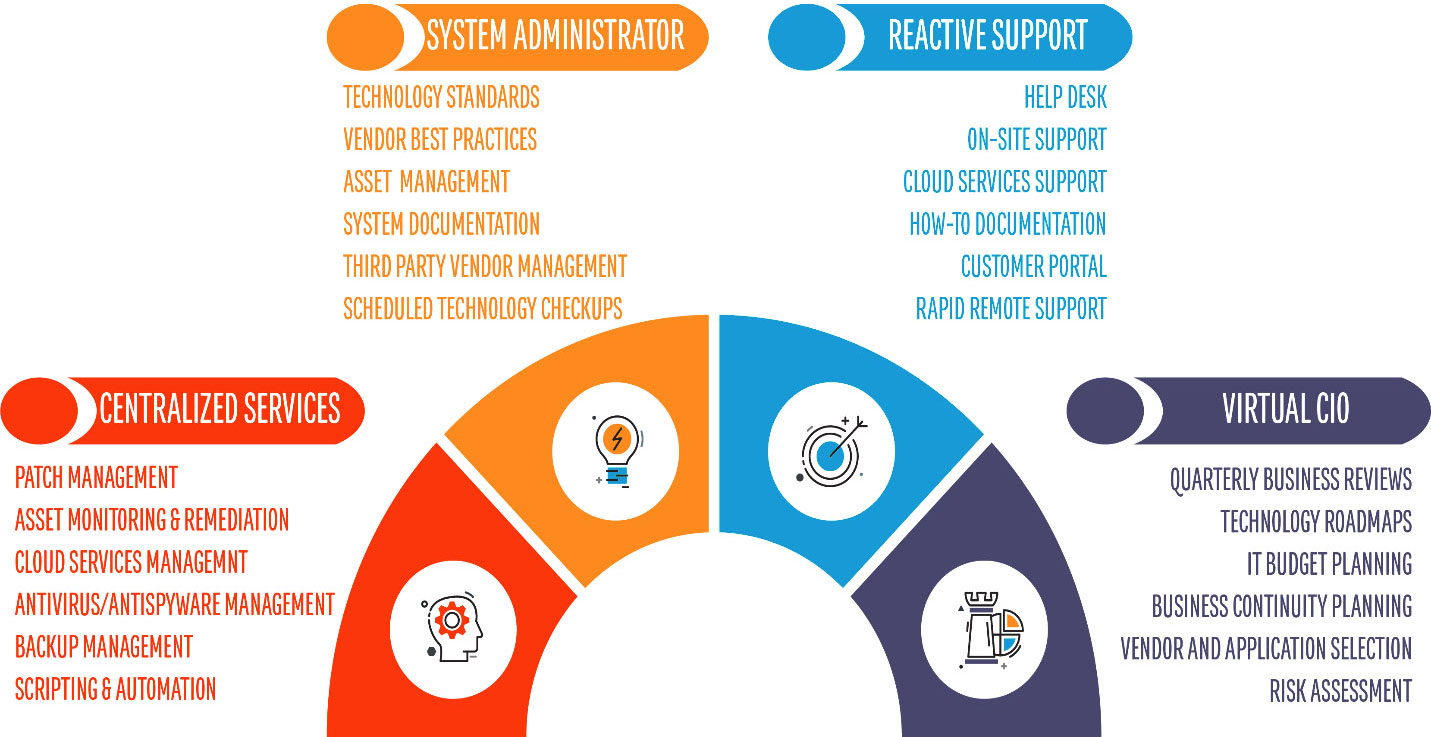 SYSTEM ADMINISTRATOR
TECHNOLOGY STANDARDS
VENDOR BEST PRACTICES
ASSET MANAGEMENT
SYSTEM DOCUMENTATION
THIRD PARTY VENDOR MANAGEMENT
SCHEDULED TECHNOLOGY CHECKUPS
REACTIVE SUPPORT
HELP DESK
ON-SITE SUPPORT
CLOUD SERVICES SUPPORT
HOW-TO DOCUMENTATION
CUSTOMER PORTAL
RAPID REMOTE SUPPORT
CENTRALIZED SERVICES
PATCH MANAGEMENT
ASSET MONITORING & REMEDIATION
CLOUD SERVICES MANAGEMNT
ANTIVIRUS/ANTISPYWARE MANAGEMENT
BACKUP MANAGEMENT
SCRIPTING & AUTOMATION
VIRTUAL CIO
QUARTERLY BUSINESS REVIEWS
TECHNOLOGY ROADMAPS
IT BUDGET PLANNING
BUSINESS CONTINUITY PLANNING
VENDOR AND APPLICATION SELECTION
RISK ASSESSMENT